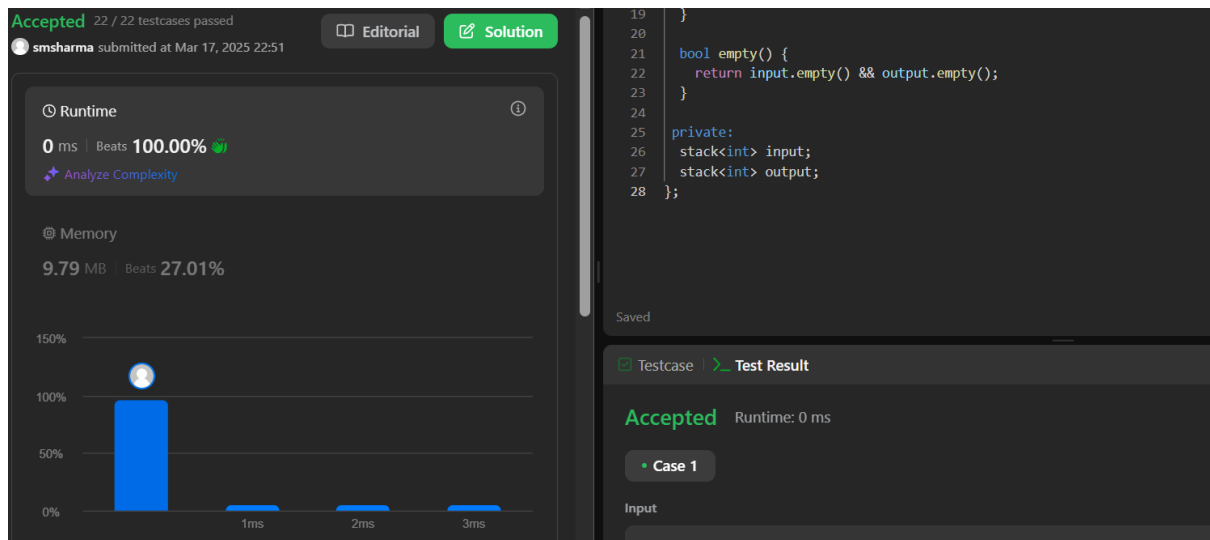 Accepted 22 / 22 testcases passed
smsharma submitted at Mar 17, 2025 22:51
Editorial
Solution
Runtime
0 ms | Beats 100.00%
Analyze Complexity
Memory
9.79 MB | Beats 27.01%
150%
100%
50%
0%
1ms 2ms 3ms
19 }
20
21 bool empty() {
22 return input.empty() && output.empty();
23 }
24
25 private:
26 stack<int> input;
27 stack<int> output;
28 };
Saved
Testcase | >_ Test Result
Accepted Runtime: 0 ms
• Case 1
Input